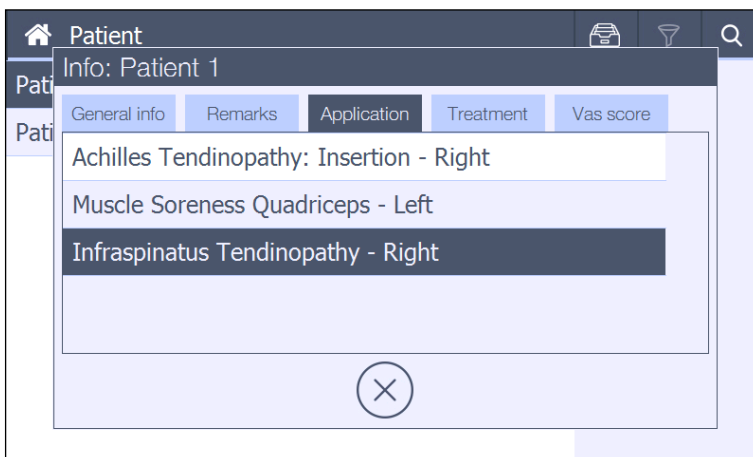 Patient
Info: Patient 1
Pati
General info Remarks Application Treatment Vas score
Pati
Achilles Tendinopathy: Insertion - Right
Muscle Soreness Quadriceps - Left
Infraspinatus Tendinopathy - Right